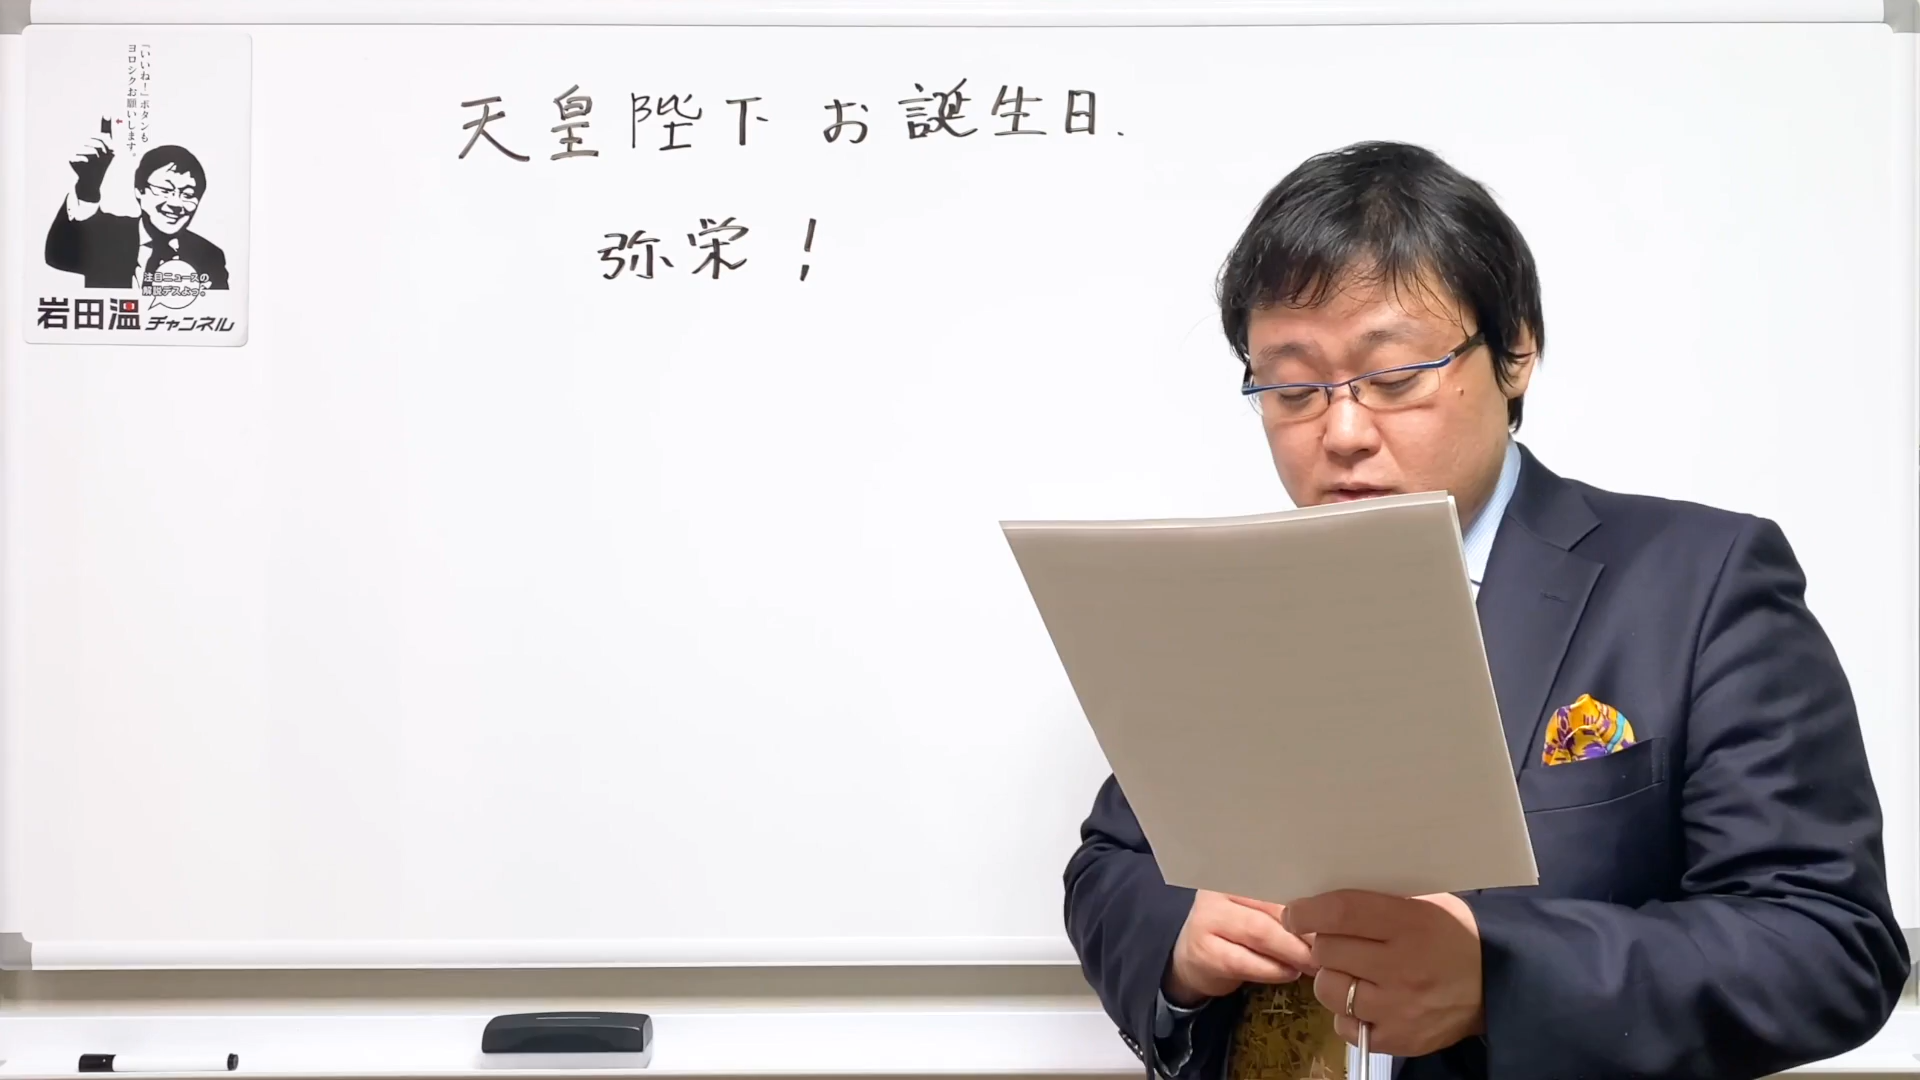 「いいね！」ボタンも
ヨロシクお願いします。
注目ニュースの
解説デスよっ。
岩田温チャンネル
天皇陛下お誕生日.
弥栄！